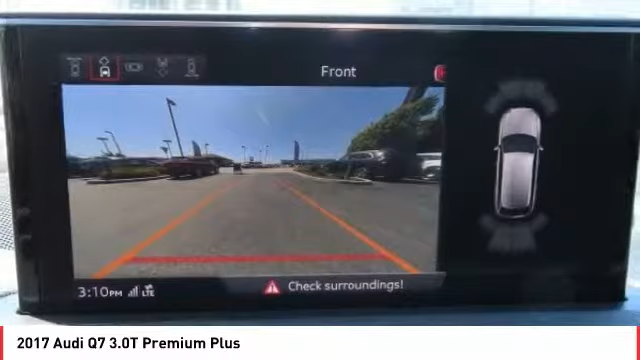 Front
3:10PM LTE
Check surroundings!
2017 Audi Q7 3.0T Premium Plus